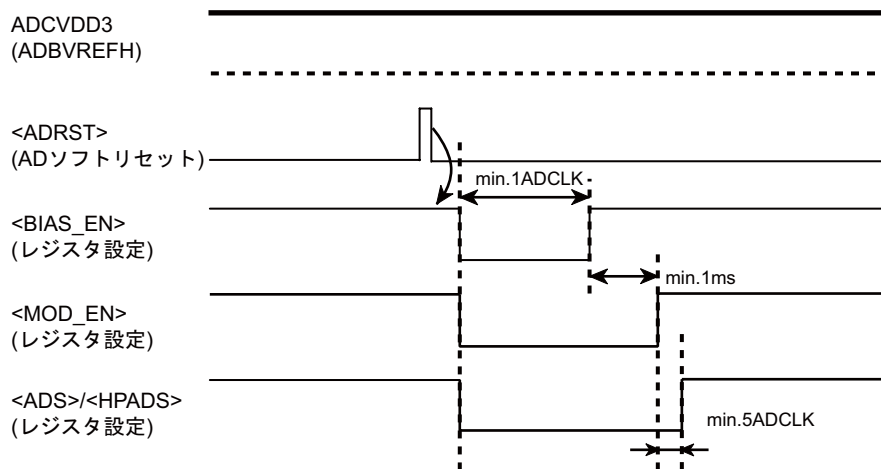 ADCVDD3
(ADBVREFH)
<ADRST>
(ADソフトリセット)
min.1ADCLK
<BIAS_EN>
(レジスタ設定)
min.1ms
<MOD_EN>
(レジスタ設定)
<ADS>/<HPADS>
(レジスタ設定)
min.5ADCLK